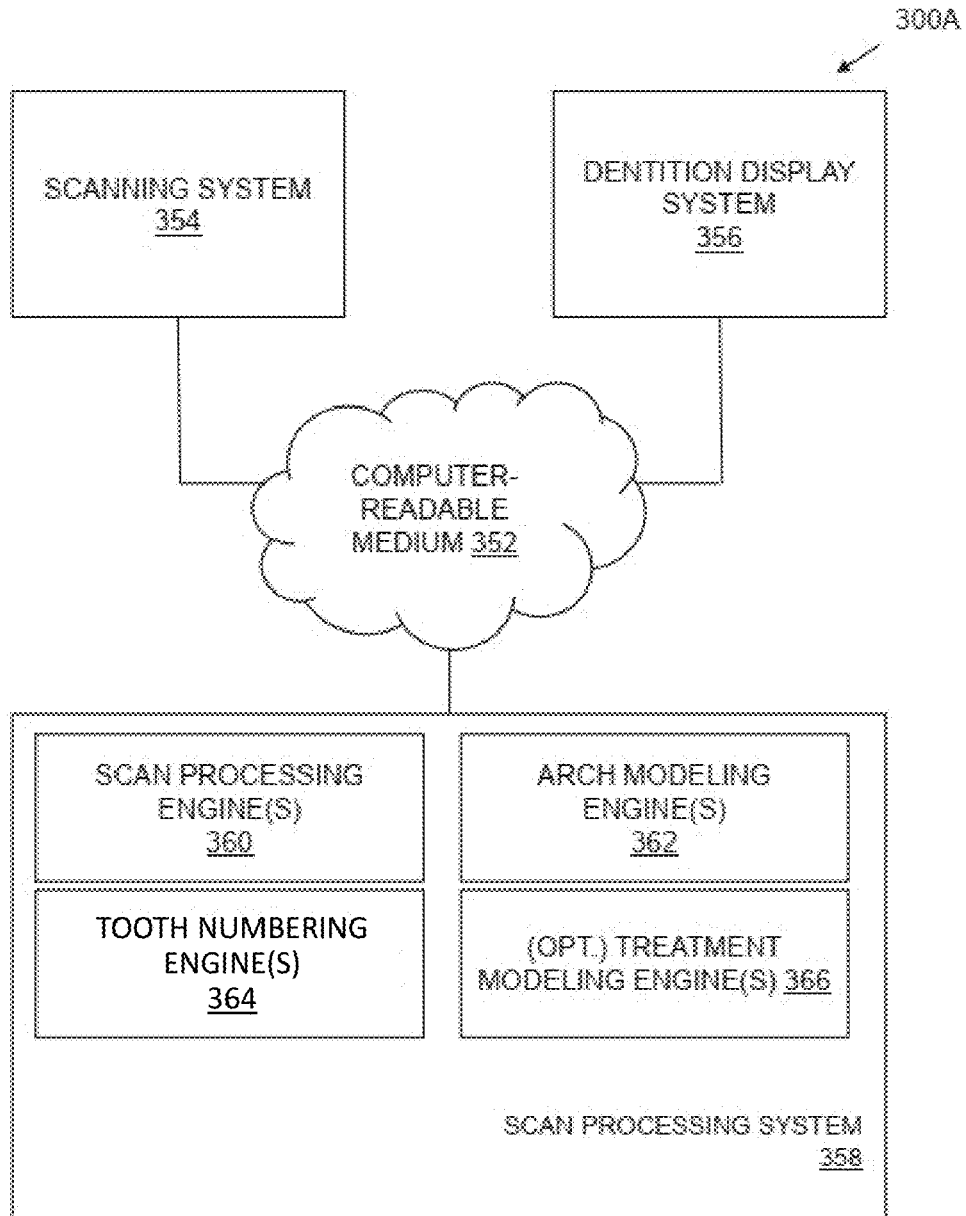 300A
SCANNING SYSTEM
354
DENTITION DISPLAY
SYSTEM
356
COMPUTER-
READABLE
MEDIUM 352
SCAN PROCESSING
ENGINE(S)
360
ARCH MODELING
ENGINE(S)
362
TOOTH NUMBERING
ENGINE(S)
364
(OPT.) TREATMENT
MODELING ENGINE(S) 366
SCAN PROCESSING SYSTEM
358